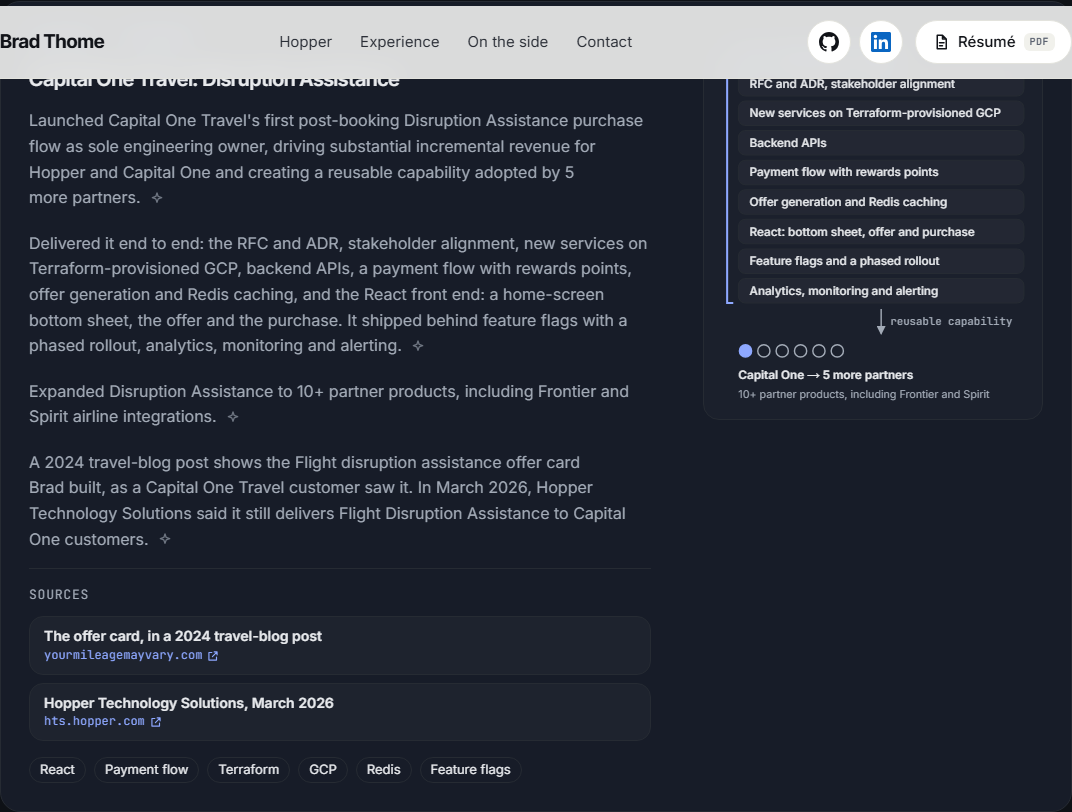 Brad Thome
Hopper
Experience
On the side
Contact
Résumé PDF
Capital One Travel: Disruption Assistance
Launched Capital One Travel's first post-booking Disruption Assistance purchase
flow as sole engineering owner, driving substantial incremental revenue for
Hopper and Capital One and creating a reusable capability adopted by 5
more partners.
Delivered it end to end: the RFC and ADR, stakeholder alignment, new services on
Terraform-provisioned GCP, backend APIs, a payment flow with rewards points,
offer generation and Redis caching, and the React front end: a home-screen
bottom sheet, the offer and the purchase. It shipped behind feature flags with a
phased rollout, analytics, monitoring and alerting.
Expanded Disruption Assistance to 10+ partner products, including Frontier and
Spirit airline integrations.
A 2024 travel-blog post shows the Flight disruption assistance offer card
Brad built, as a Capital One Travel customer saw it. In March 2026, Hopper
Technology Solutions said it still delivers Flight Disruption Assistance to Capital
One customers.
SOURCES
The offer card, in a 2024 travel-blog post
yourmileagemayvary.com
Hopper Technology Solutions, March 2026
hts.hopper.com
React
Payment flow
Terraform
GCP
Redis
Feature flags
RFC and ADR, stakeholder alignment
New services on Terraform-provisioned GCP
Backend APIs
Payment flow with rewards points
Offer generation and Redis caching
React: bottom sheet, offer and purchase
Feature flags and a phased rollout
Analytics, monitoring and alerting
reusable capability
Capital One → 5 more partners
10+ partner products, including Frontier and Spirit